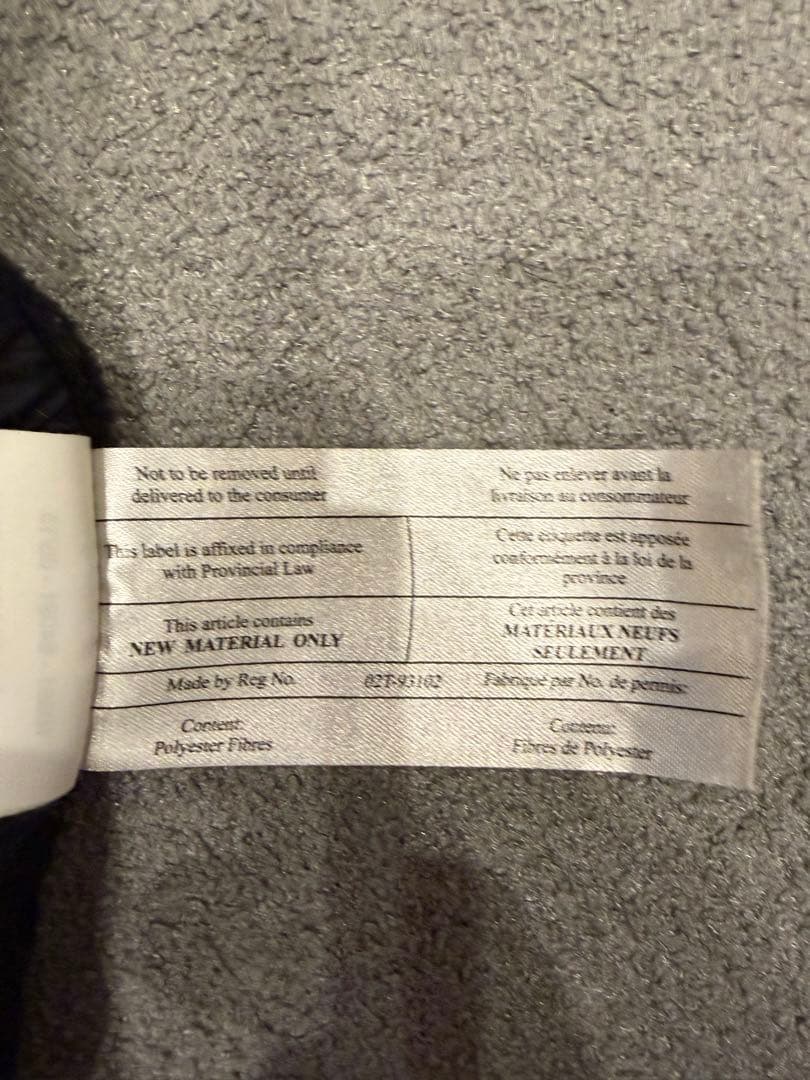 Not to be removed until
delivered to the consumer
Ne pas enlever avant la
livraison au consommateur
This label is affixed in compliance
with Provincial Law
Cette étiquette est apposée
conformément à la loi de la
province
This article contains
NEW MATERIAL ONLY
Cet article contient des
MATÉRIAUX NEUFS
SEULEMENT
Made by Reg No. 02T-93102 Fabriqué par No. de permis:
Content:
Polyester Fibres
Contenu:
Fibres de Polyester